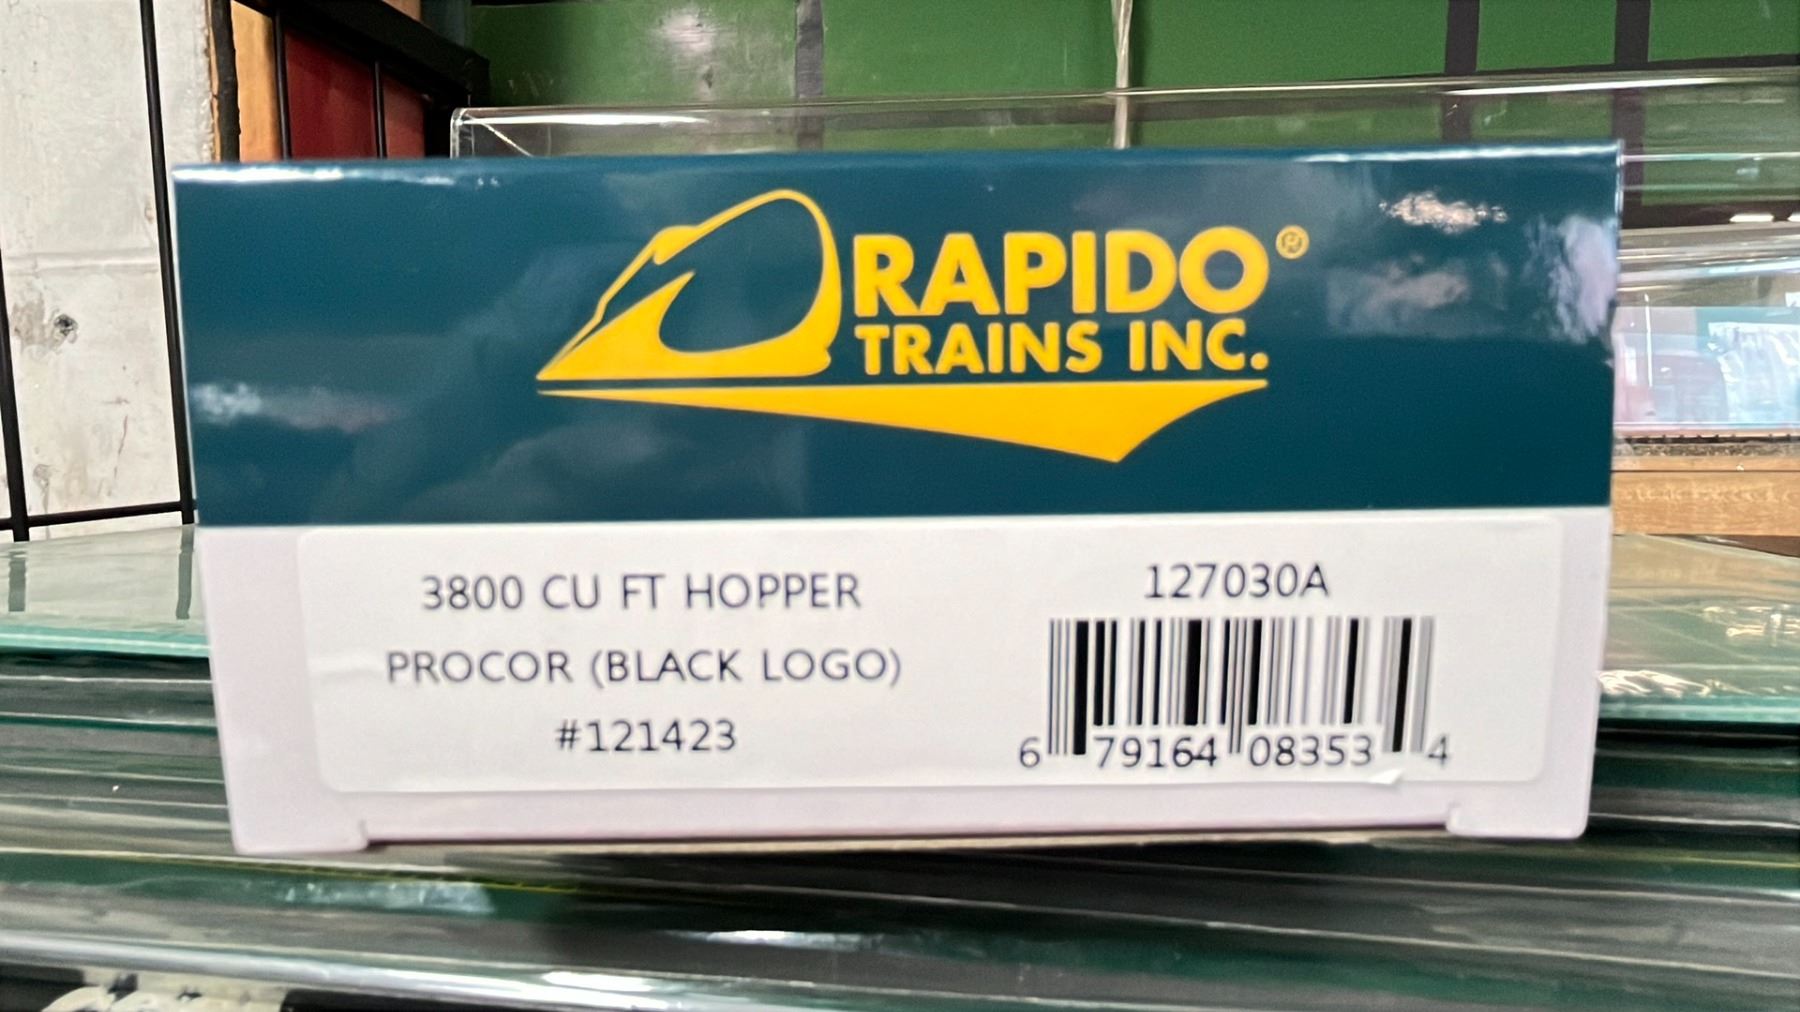 RAPIDO®
TRAINS INC.
3800 CU FT HOPPER
PROCOR (BLACK LOGO)
#121423
127030A
6 79164 08353 4